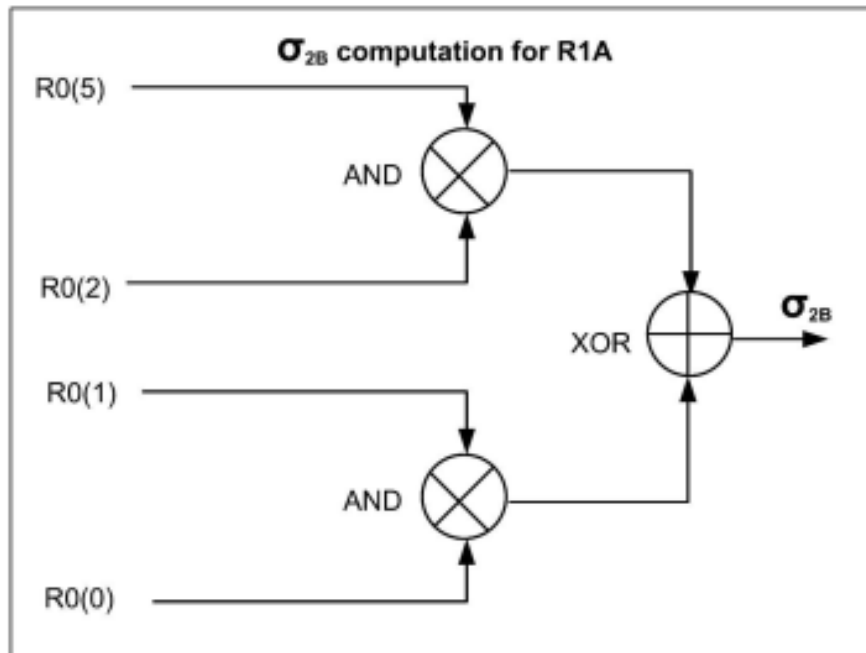 σ2B computation for R1A
R0(5)
AND
R0(2)
σ2B
XOR
R0(1)
AND
R0(0)